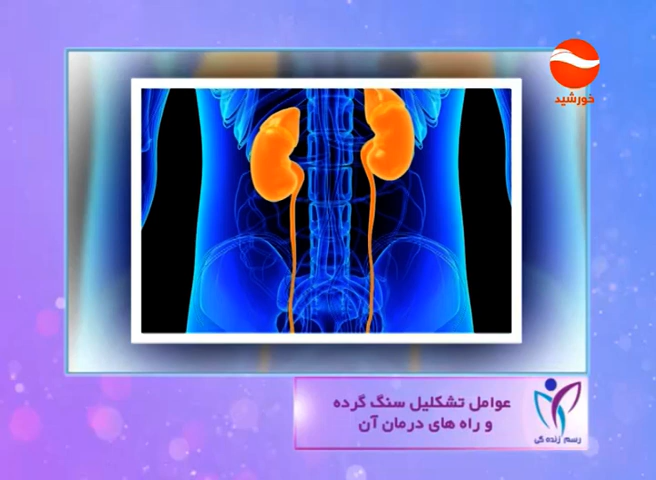 خورشید
عوامل تشکلیل سنگ گرده
و راه های درمان آن
رسم زنده گی